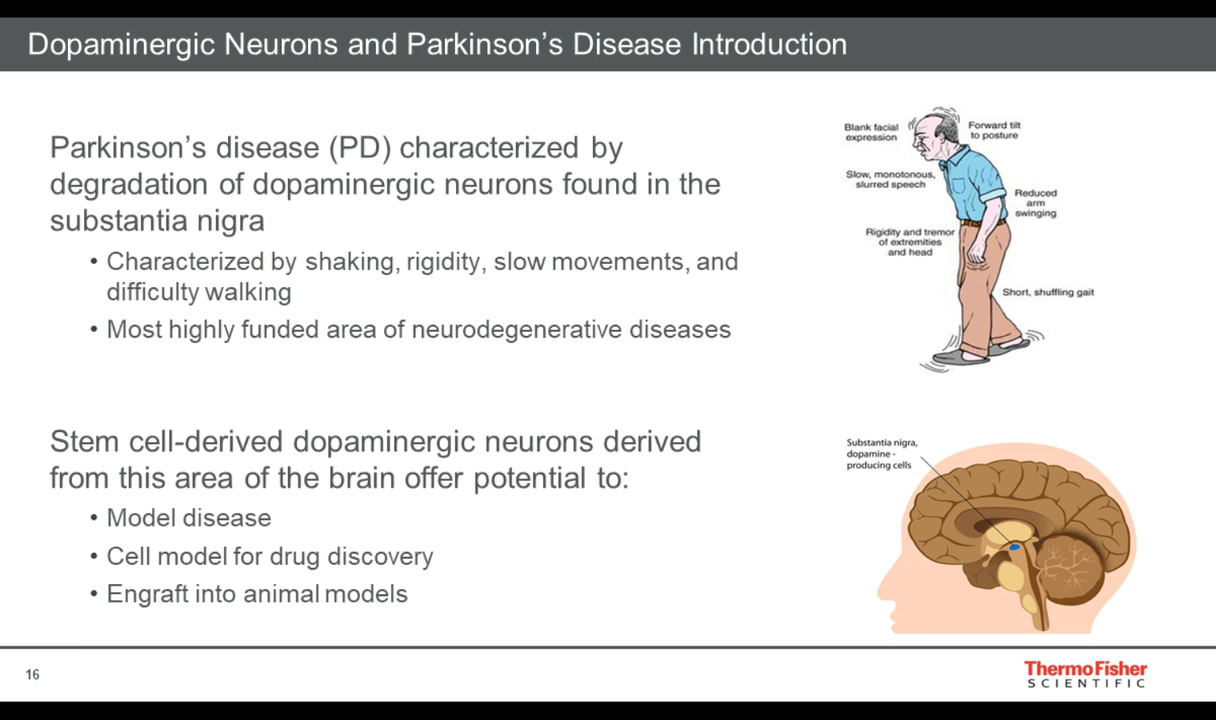 Dopaminergic Neurons and Parkinson’s Disease Introduction
Parkinson’s disease (PD) characterized by
degradation of dopaminergic neurons found in the
substantia nigra
• Characterized by shaking, rigidity, slow movements, and
difficulty walking
• Most highly funded area of neurodegenerative diseases
Blank facial
expression
Forward tilt
to posture
Slow, monotonous,
slurred speech
Reduced
arm
swinging
Rigidity and tremor
of extremities
and head
Short, shuffling gait
Stem cell-derived dopaminergic neurons derived
from this area of the brain offer potential to:
• Model disease
• Cell model for drug discovery
• Engraft into animal models
Substantia nigra,
dopamine -
producing cells
16
ThermoFisher
SCIENTIFIC